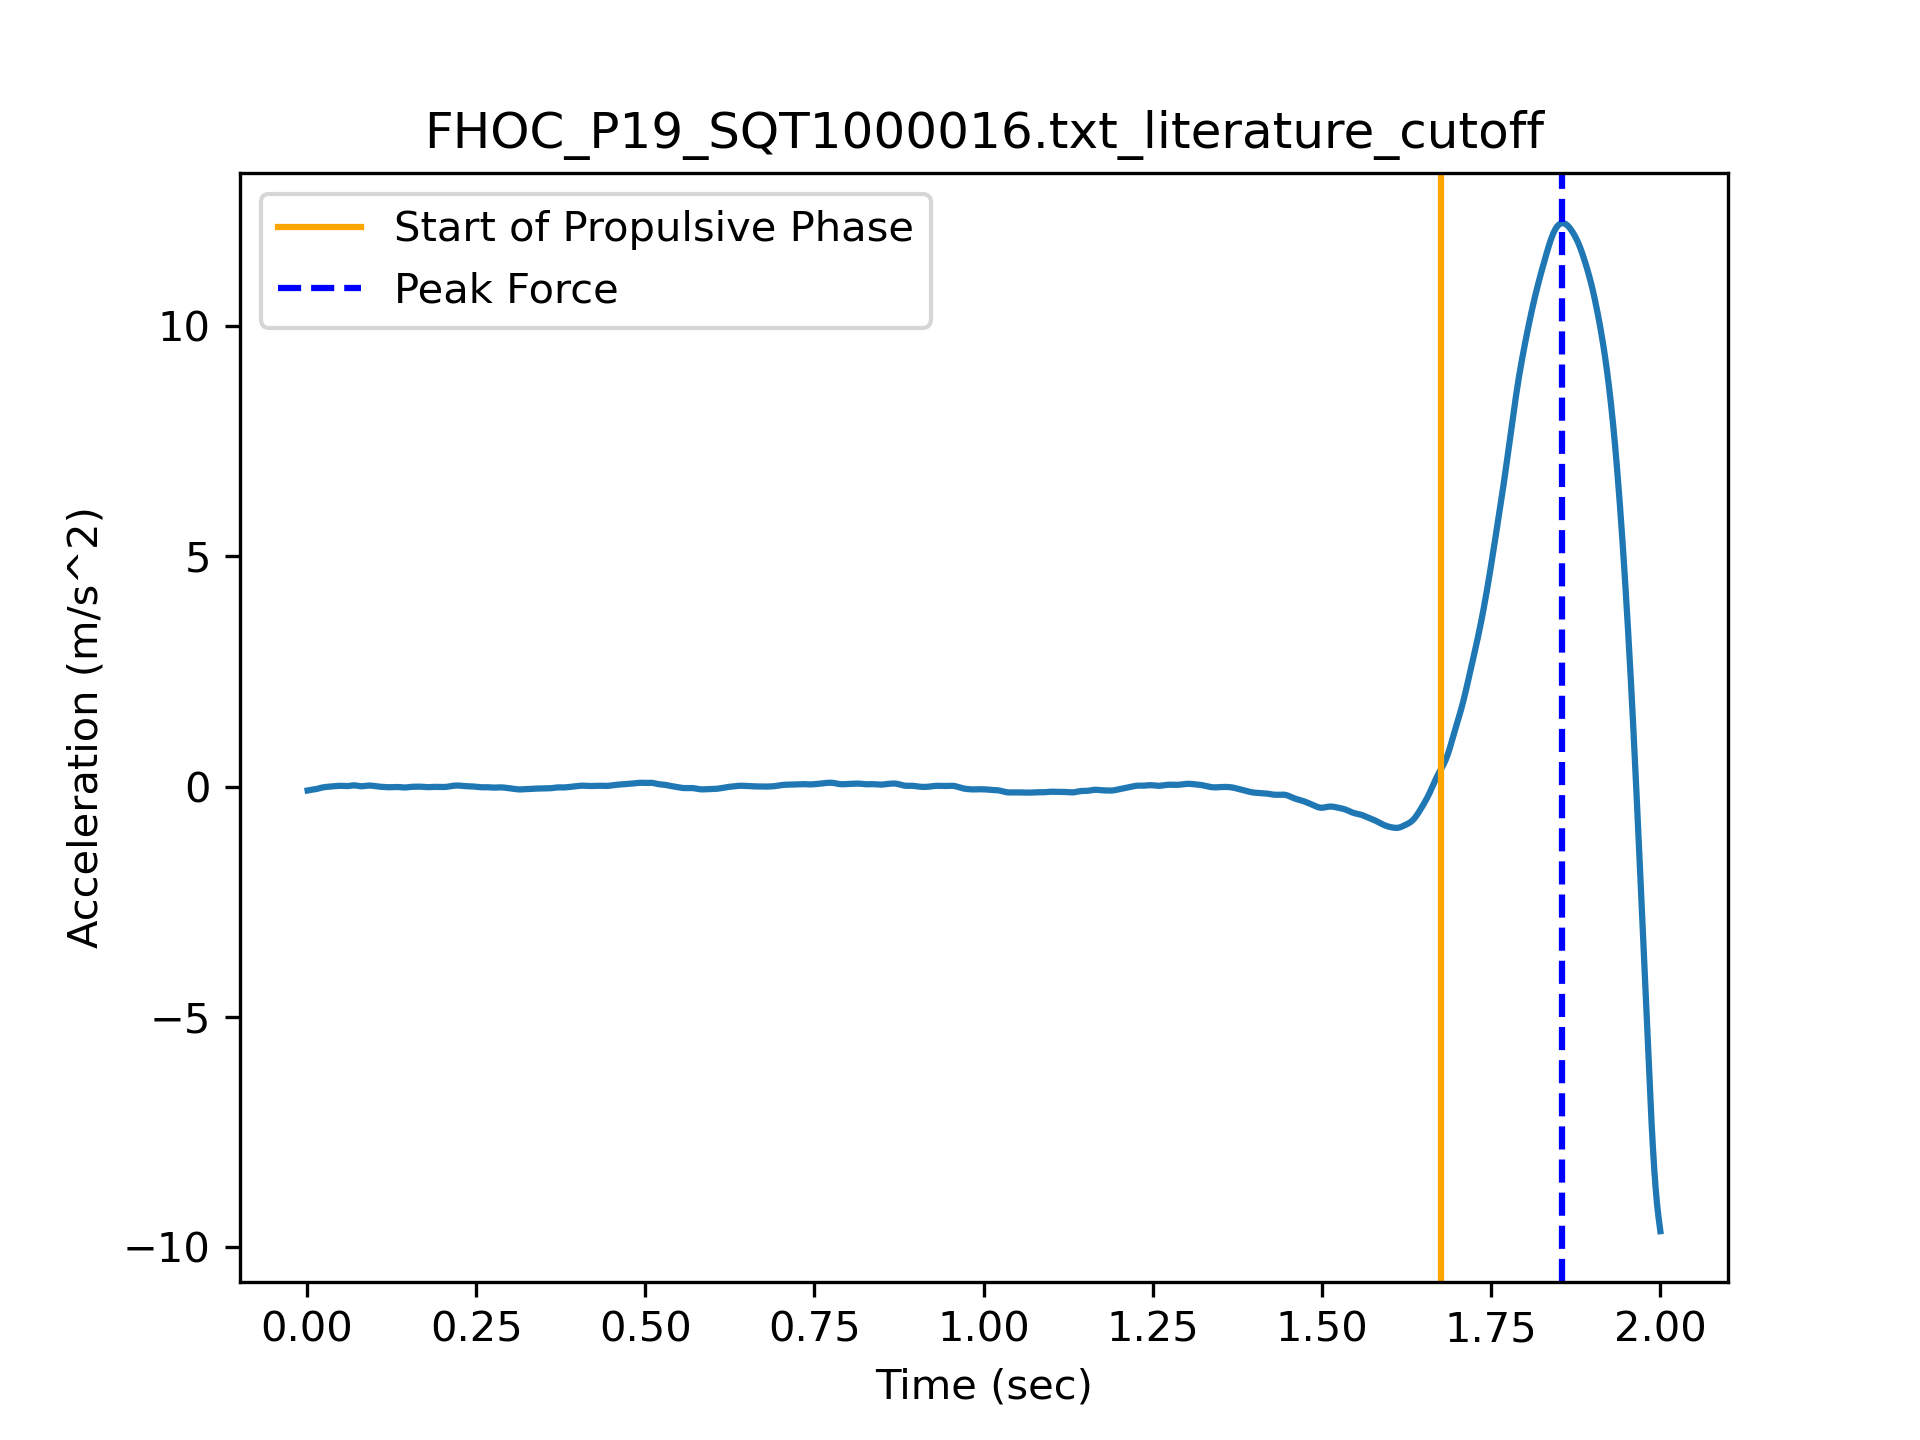 FHOC_P19_SQT1000016.txt_literature_cutoff
Start of Propulsive Phase
Peak Force
10
5
0
−5
−10
Acceleration (m/s^2)
0.00 0.25 0.50 0.75 1.00 1.25 1.50 1.75 2.00
Time (sec)